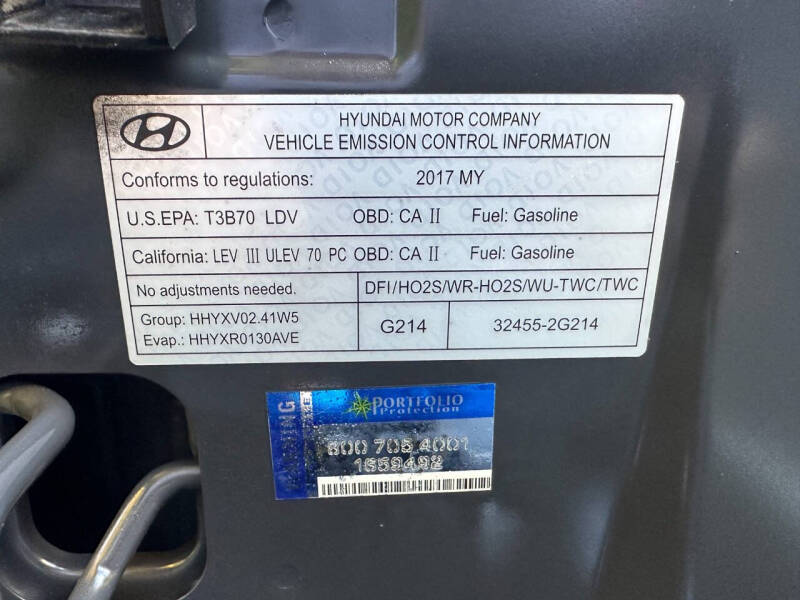 HYUNDAI MOTOR COMPANY
VEHICLE EMISSION CONTROL INFORMATION
Conforms to regulations: 2017 MY
U.S.EPA: T3B70 LDV OBD: CA II Fuel: Gasoline
California: LEV III ULEV 70 PC OBD: CA II Fuel: Gasoline
No adjustments needed. DFI/HO2S/WR-HO2S/WU-TWC/TWC
Group: HHYXV02.41W5
Evap.: HHYXR0130AVE
G214 32455-2G214
PORTFOLIO
Protection
800 705 4001
1659492